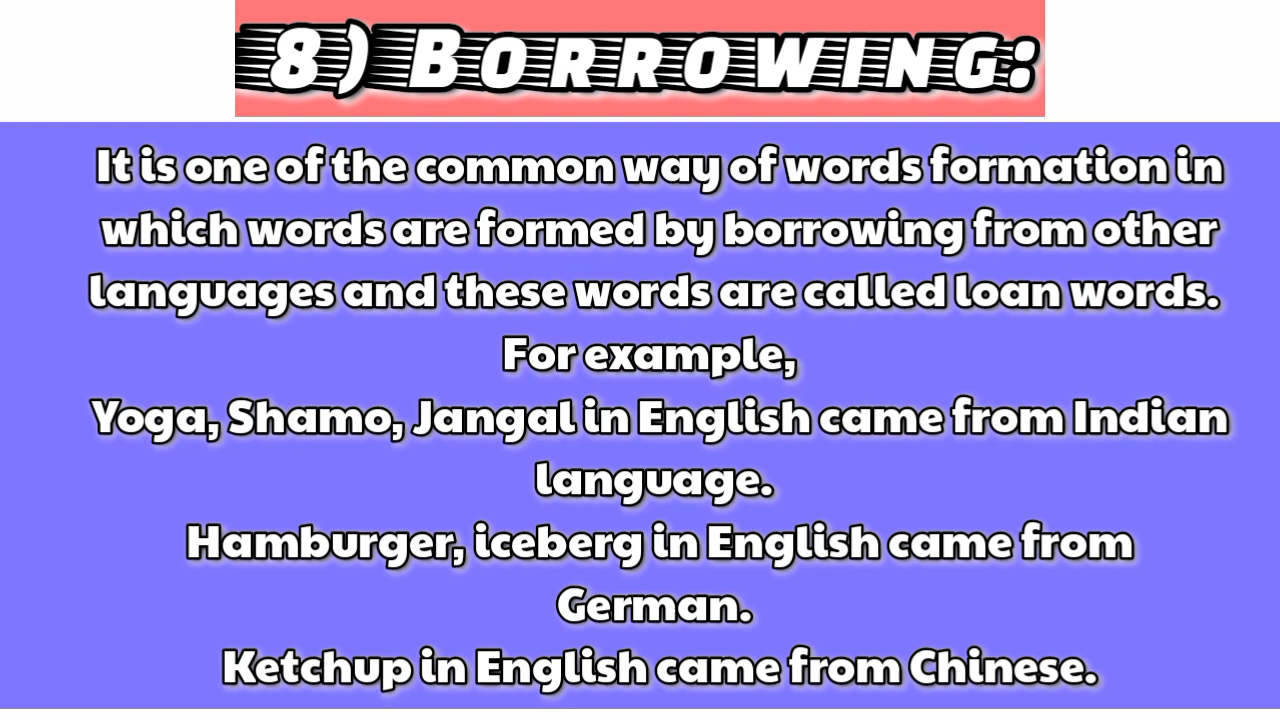 8) BORROWING:
It is one of the common way of words formation in
which words are formed by borrowing from other
languages and these words are called loan words.
For example,
Yoga, Shamo, Jangal in English came from Indian
language.
Hamburger, iceberg in English came from
German.
Ketchup in English came from Chinese.